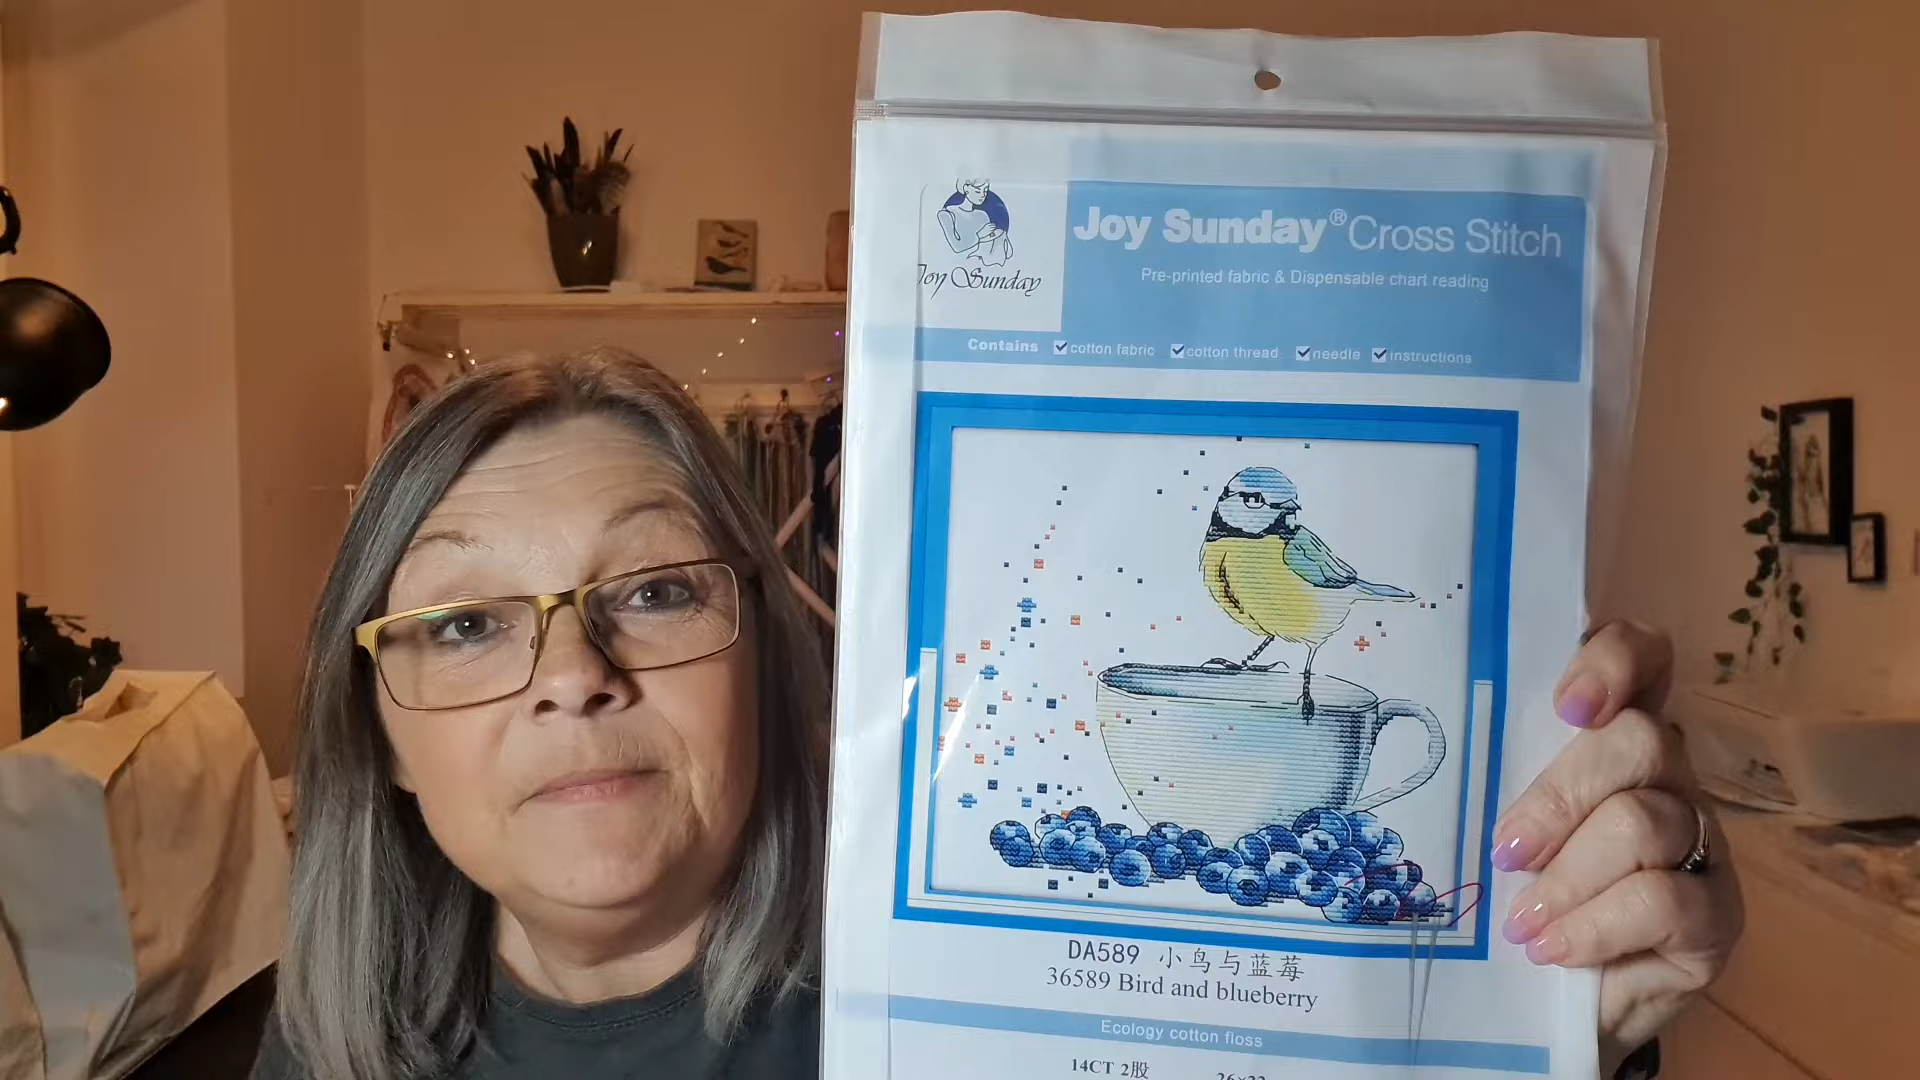 Joy Sunday® Cross Stitch
Pre-printed fabric & Dispensable chart reading
Joy Sunday
Contains cotton fabric cotton thread needle instructions
DA589 小鸟与蓝莓
36589 Bird and blueberry
Ecology cotton floss
14CT 2股